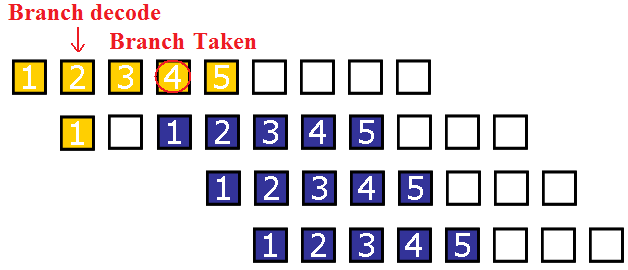 Branch decode
Branch Taken
1 2 3 4 5
1 1 2 3 4 5
1 2 3 4 5
1 2 3 4 5